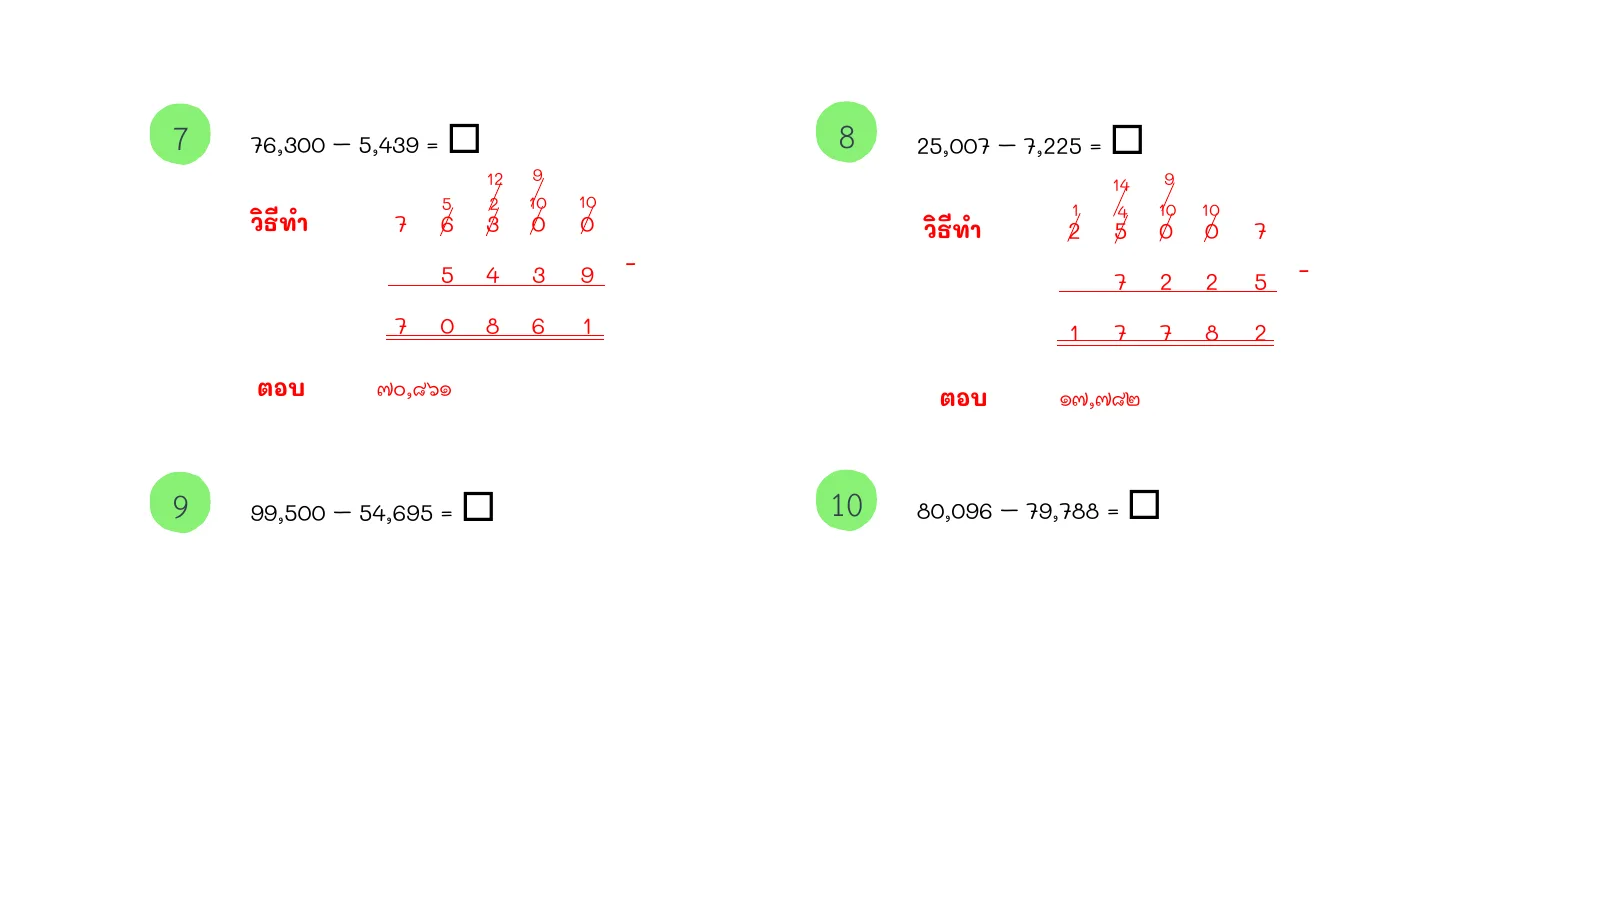 7 76,300 – 5,439 = □
12 9
5 2 10 10
วิธีทำ 7 6 3 0 0
5 4 3 9 -
7 0 8 6 1
ตอบ ๗๐,๘๖๑
8 25,007 – 7,225 = □
14 9
1 4 10 10
วิธีทำ 2 5 0 0 7
7 2 2 5 -
1 7 7 8 2
ตอบ ๑๗,๗๘๒
9 99,500 – 54,695 = □
10 80,096 – 79,788 = □